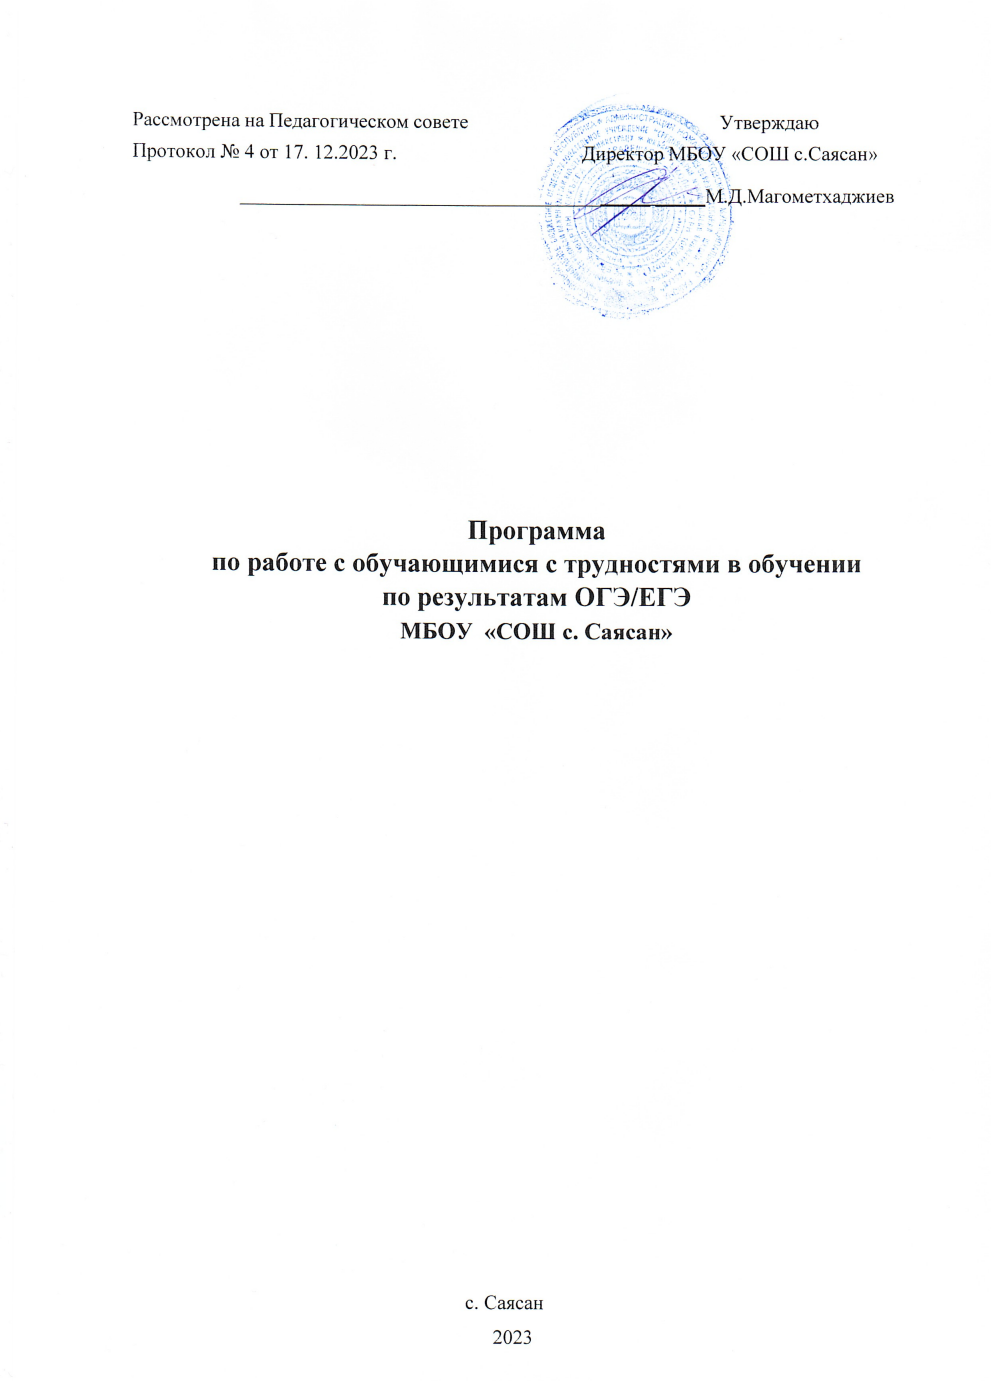 Рассмотрена на Педагогическом совете Утверждаю
Протокол № 4 от 17. 12.2023 г. Директор МБОУ «СОШ с.Саясан»
М.Д.Магометхаджиев
Программа
по работе с обучающимися с трудностями в обучении
по результатам ОГЭ/ЕГЭ
МБОУ «СОШ с. Саясан»
с. Саясан
2023